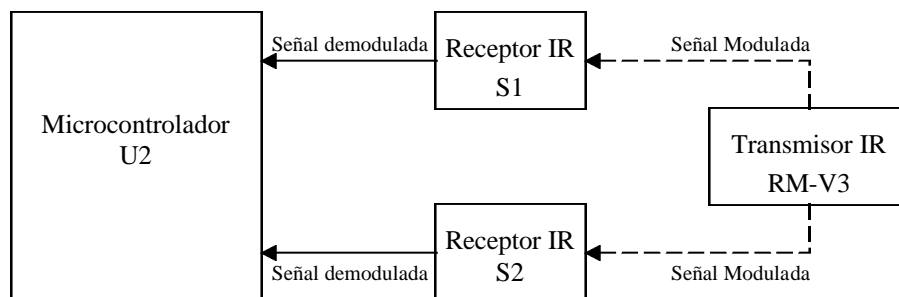 Señal demodulada
Receptor IR
S1
Señal Modulada
Microcontrolador
U2
Transmisor IR
RM-V3
Señal demodulada
Receptor IR
S2
Señal Modulada